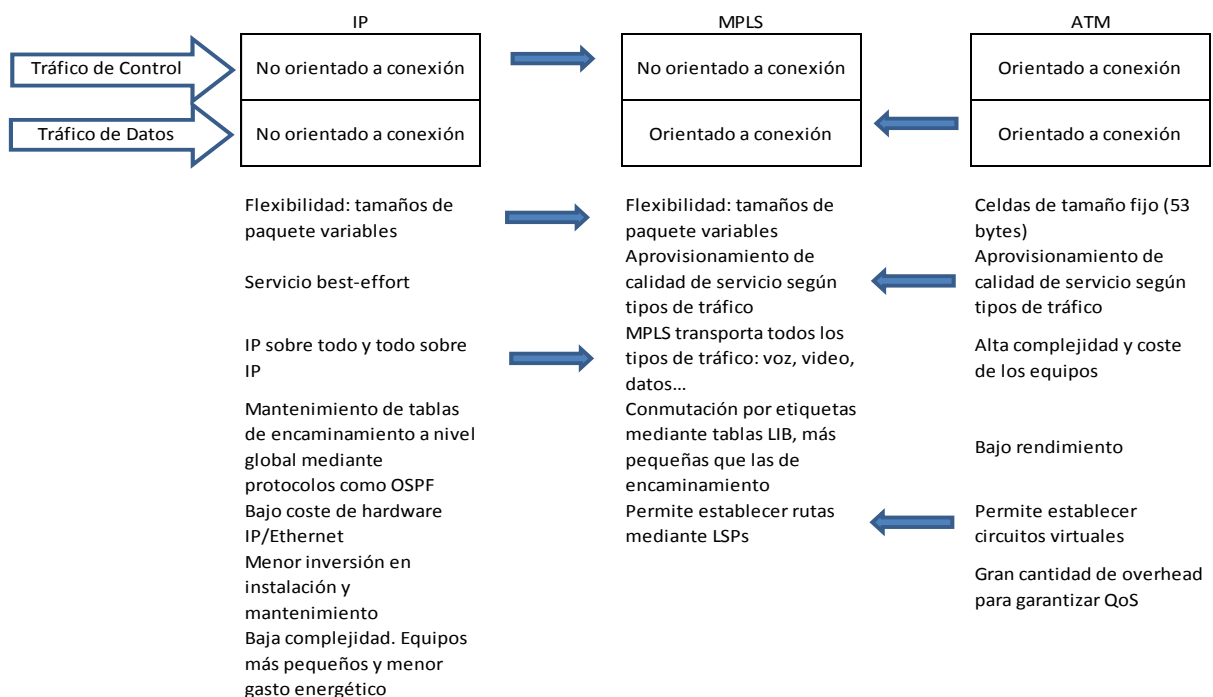 IP
MPLS
ATM
Tráfico de Control
No orientado a conexión
No orientado a conexión
Orientado a conexión
Tráfico de Datos
No orientado a conexión
Orientado a conexión
Orientado a conexión
Flexibilidad: tamaños de
paquete variables
Flexibilidad: tamaños de
paquete variables
Celdas de tamaño fijo (53
bytes)
Servicio best-effort
Aprovisionamiento de
calidad de servicio según
tipos de tráfico
Aprovisionamiento de
calidad de servicio según
tipos de tráfico
IP sobre todo y todo sobre
IP
MPLS transporta todos los
tipos de tráfico: voz, video,
datos...
Alta complejidad y coste
de los equipos
Mantenimiento de tablas
de encaminamiento a nivel
global mediante
protocolos como OSPF
Conmutación por etiquetas
mediante tablas LIB, más
pequeñas que las de
encaminamiento
Bajo rendimiento
Bajo coste de hardware
IP/Ethernet
Permite establecer rutas
mediante LSPs
Permite establecer
circuitos virtuales
Menor inversión en
instalación y
mantenimiento
Gran cantidad de overhead
para garantizar QoS
Baja complejidad. Equipos
más pequeños y menor
gasto energético